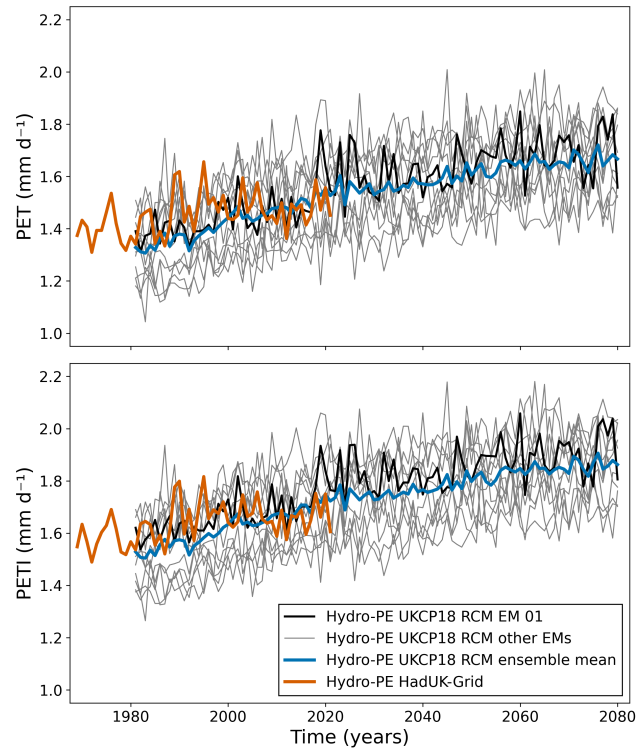 2.2
2.0
1.8
1.6
1.4
1.2
1.0
PET (mm d⁻¹)
2.2
2.0
1.8
1.6
1.4
1.2
1.0
PETI (mm d⁻¹)
Hydro-PE UKCP18 RCM EM 01
Hydro-PE UKCP18 RCM other EMs
Hydro-PE UKCP18 RCM ensemble mean
Hydro-PE HadUK-Grid
1980 2000 2020 2040 2060 2080
Time (years)